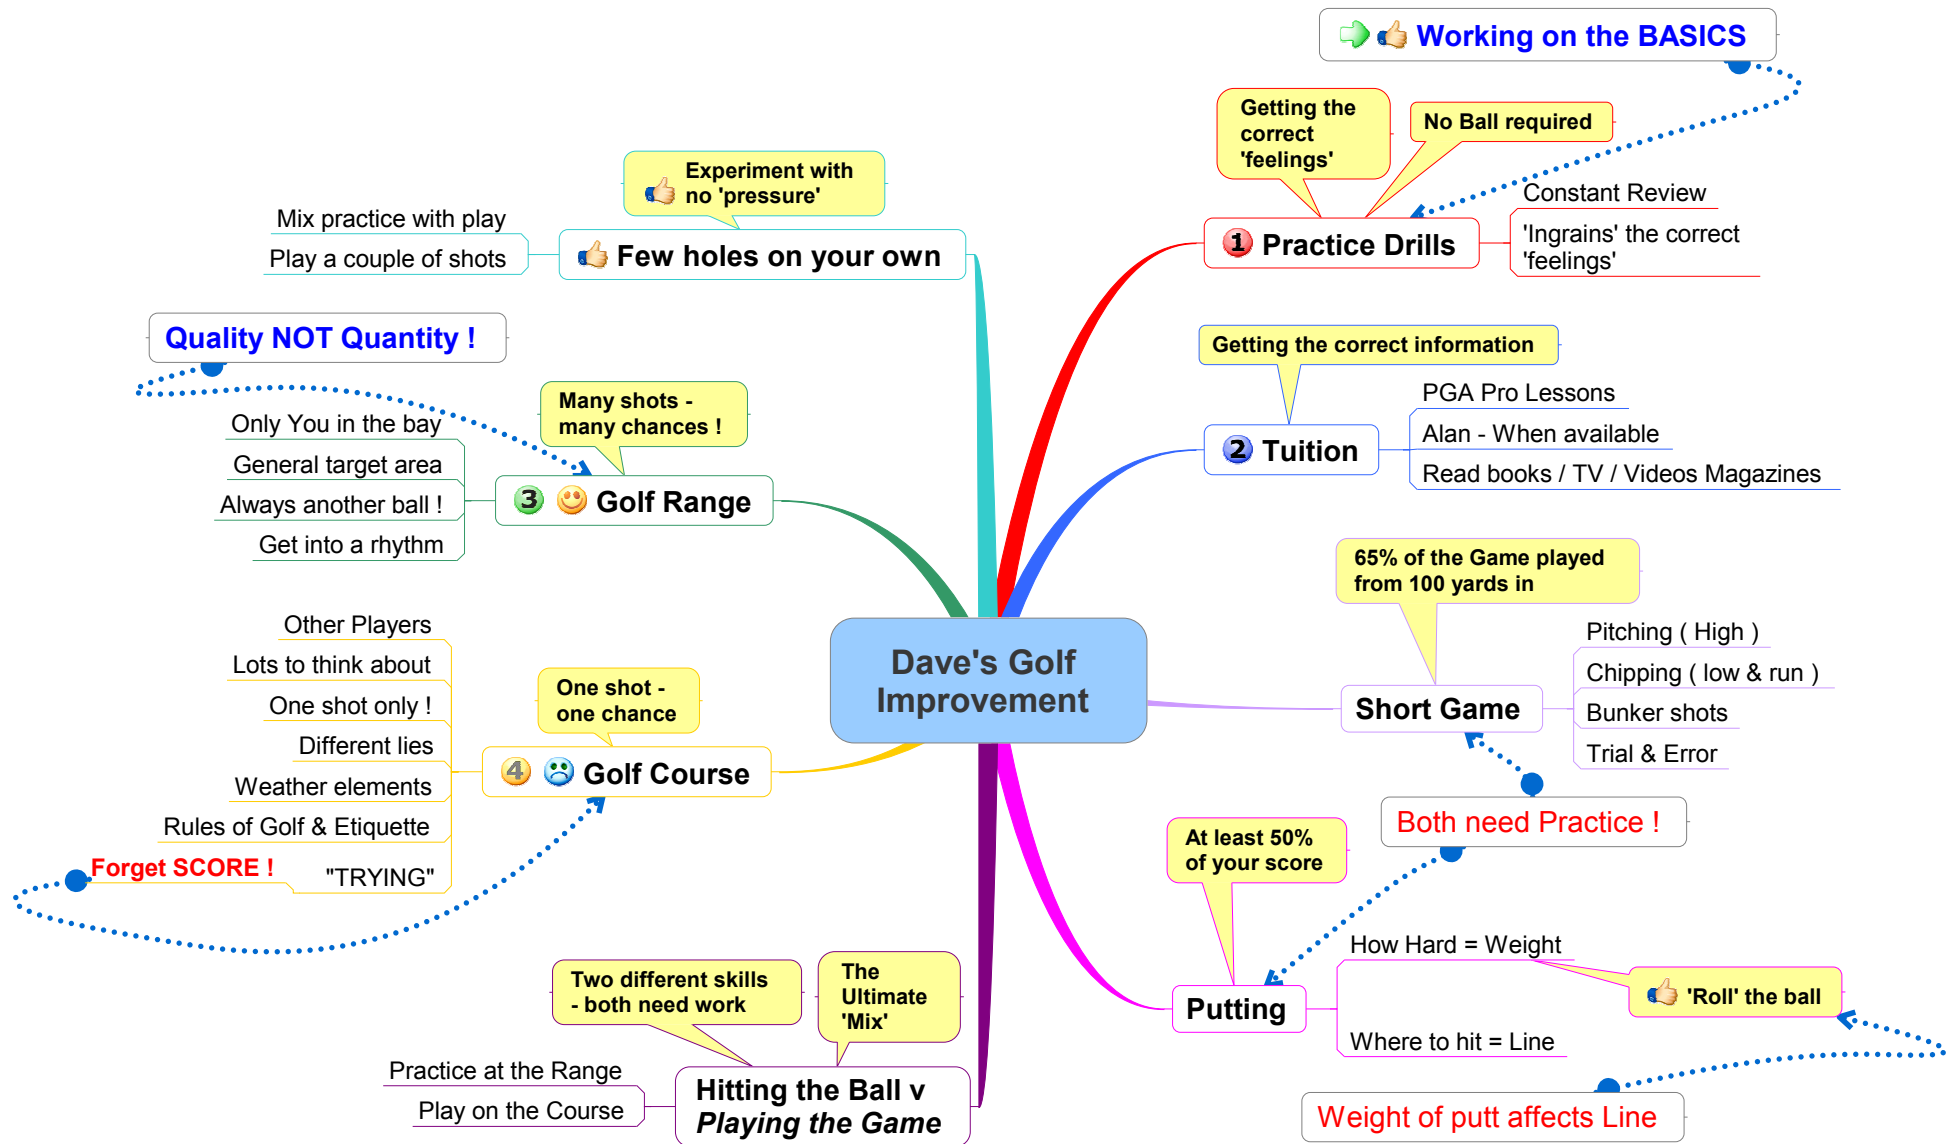 Working on the BASICS
Getting the
correct
'feelings'
No Ball required
1 Practice Drills
Constant Review
'Ingrains' the correct
'feelings'
Getting the correct information
2 Tuition
PGA Pro Lessons
Alan - When available
Read books / TV / Videos Magazines
65% of the Game played
from 100 yards in
Short Game
Pitching ( High )
Chipping ( low & run )
Bunker shots
Trial & Error
Both need Practice !
At least 50%
of your score
Putting
How Hard = Weight
'Roll' the ball
Where to hit = Line
Weight of putt affects Line
Dave's Golf
Improvement
Experiment with
no 'pressure'
Few holes on your own
Mix practice with play
Play a couple of shots
Quality NOT Quantity !
Many shots -
many chances !
3 Golf Range
Only You in the bay
General target area
Always another ball !
Get into a rhythm
One shot -
one chance
4 Golf Course
Other Players
Lots to think about
One shot only !
Different lies
Weather elements
Rules of Golf & Etiquette
"TRYING"
Forget SCORE !
Two different skills
- both need work
The
Ultimate
'Mix'
Hitting the Ball v
Playing the Game
Practice at the Range
Play on the Course